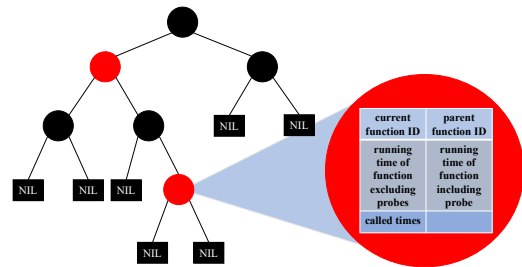 NIL
NIL
NIL
NIL
NIL
NIL
NIL
current
function ID
parent
function ID
running
time of
function
excluding
probes
running
time of
function
including
probe
called times